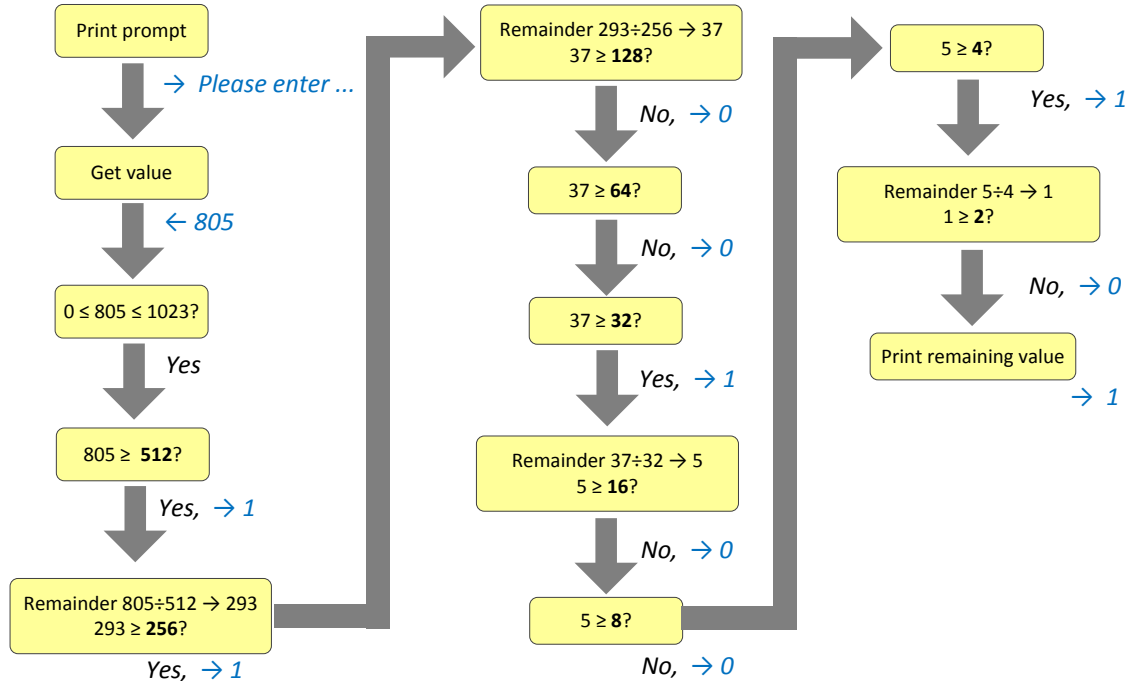 Print prompt
→ Please enter ...
Get value
← 805
0 ≤ 805 ≤ 1023?
Yes
805 ≥ 512?
Yes, → 1
Remainder 805÷512 → 293
293 ≥ 256?
Yes, → 1
Remainder 293÷256 → 37
37 ≥ 128?
No, → 0
37 ≥ 64?
No, → 0
37 ≥ 32?
Yes, → 1
Remainder 37÷32 → 5
5 ≥ 16?
No, → 0
5 ≥ 8?
No, → 0
5 ≥ 4?
Yes, → 1
Remainder 5÷4 → 1
1 ≥ 2?
No, → 0
Print remaining value
→ 1